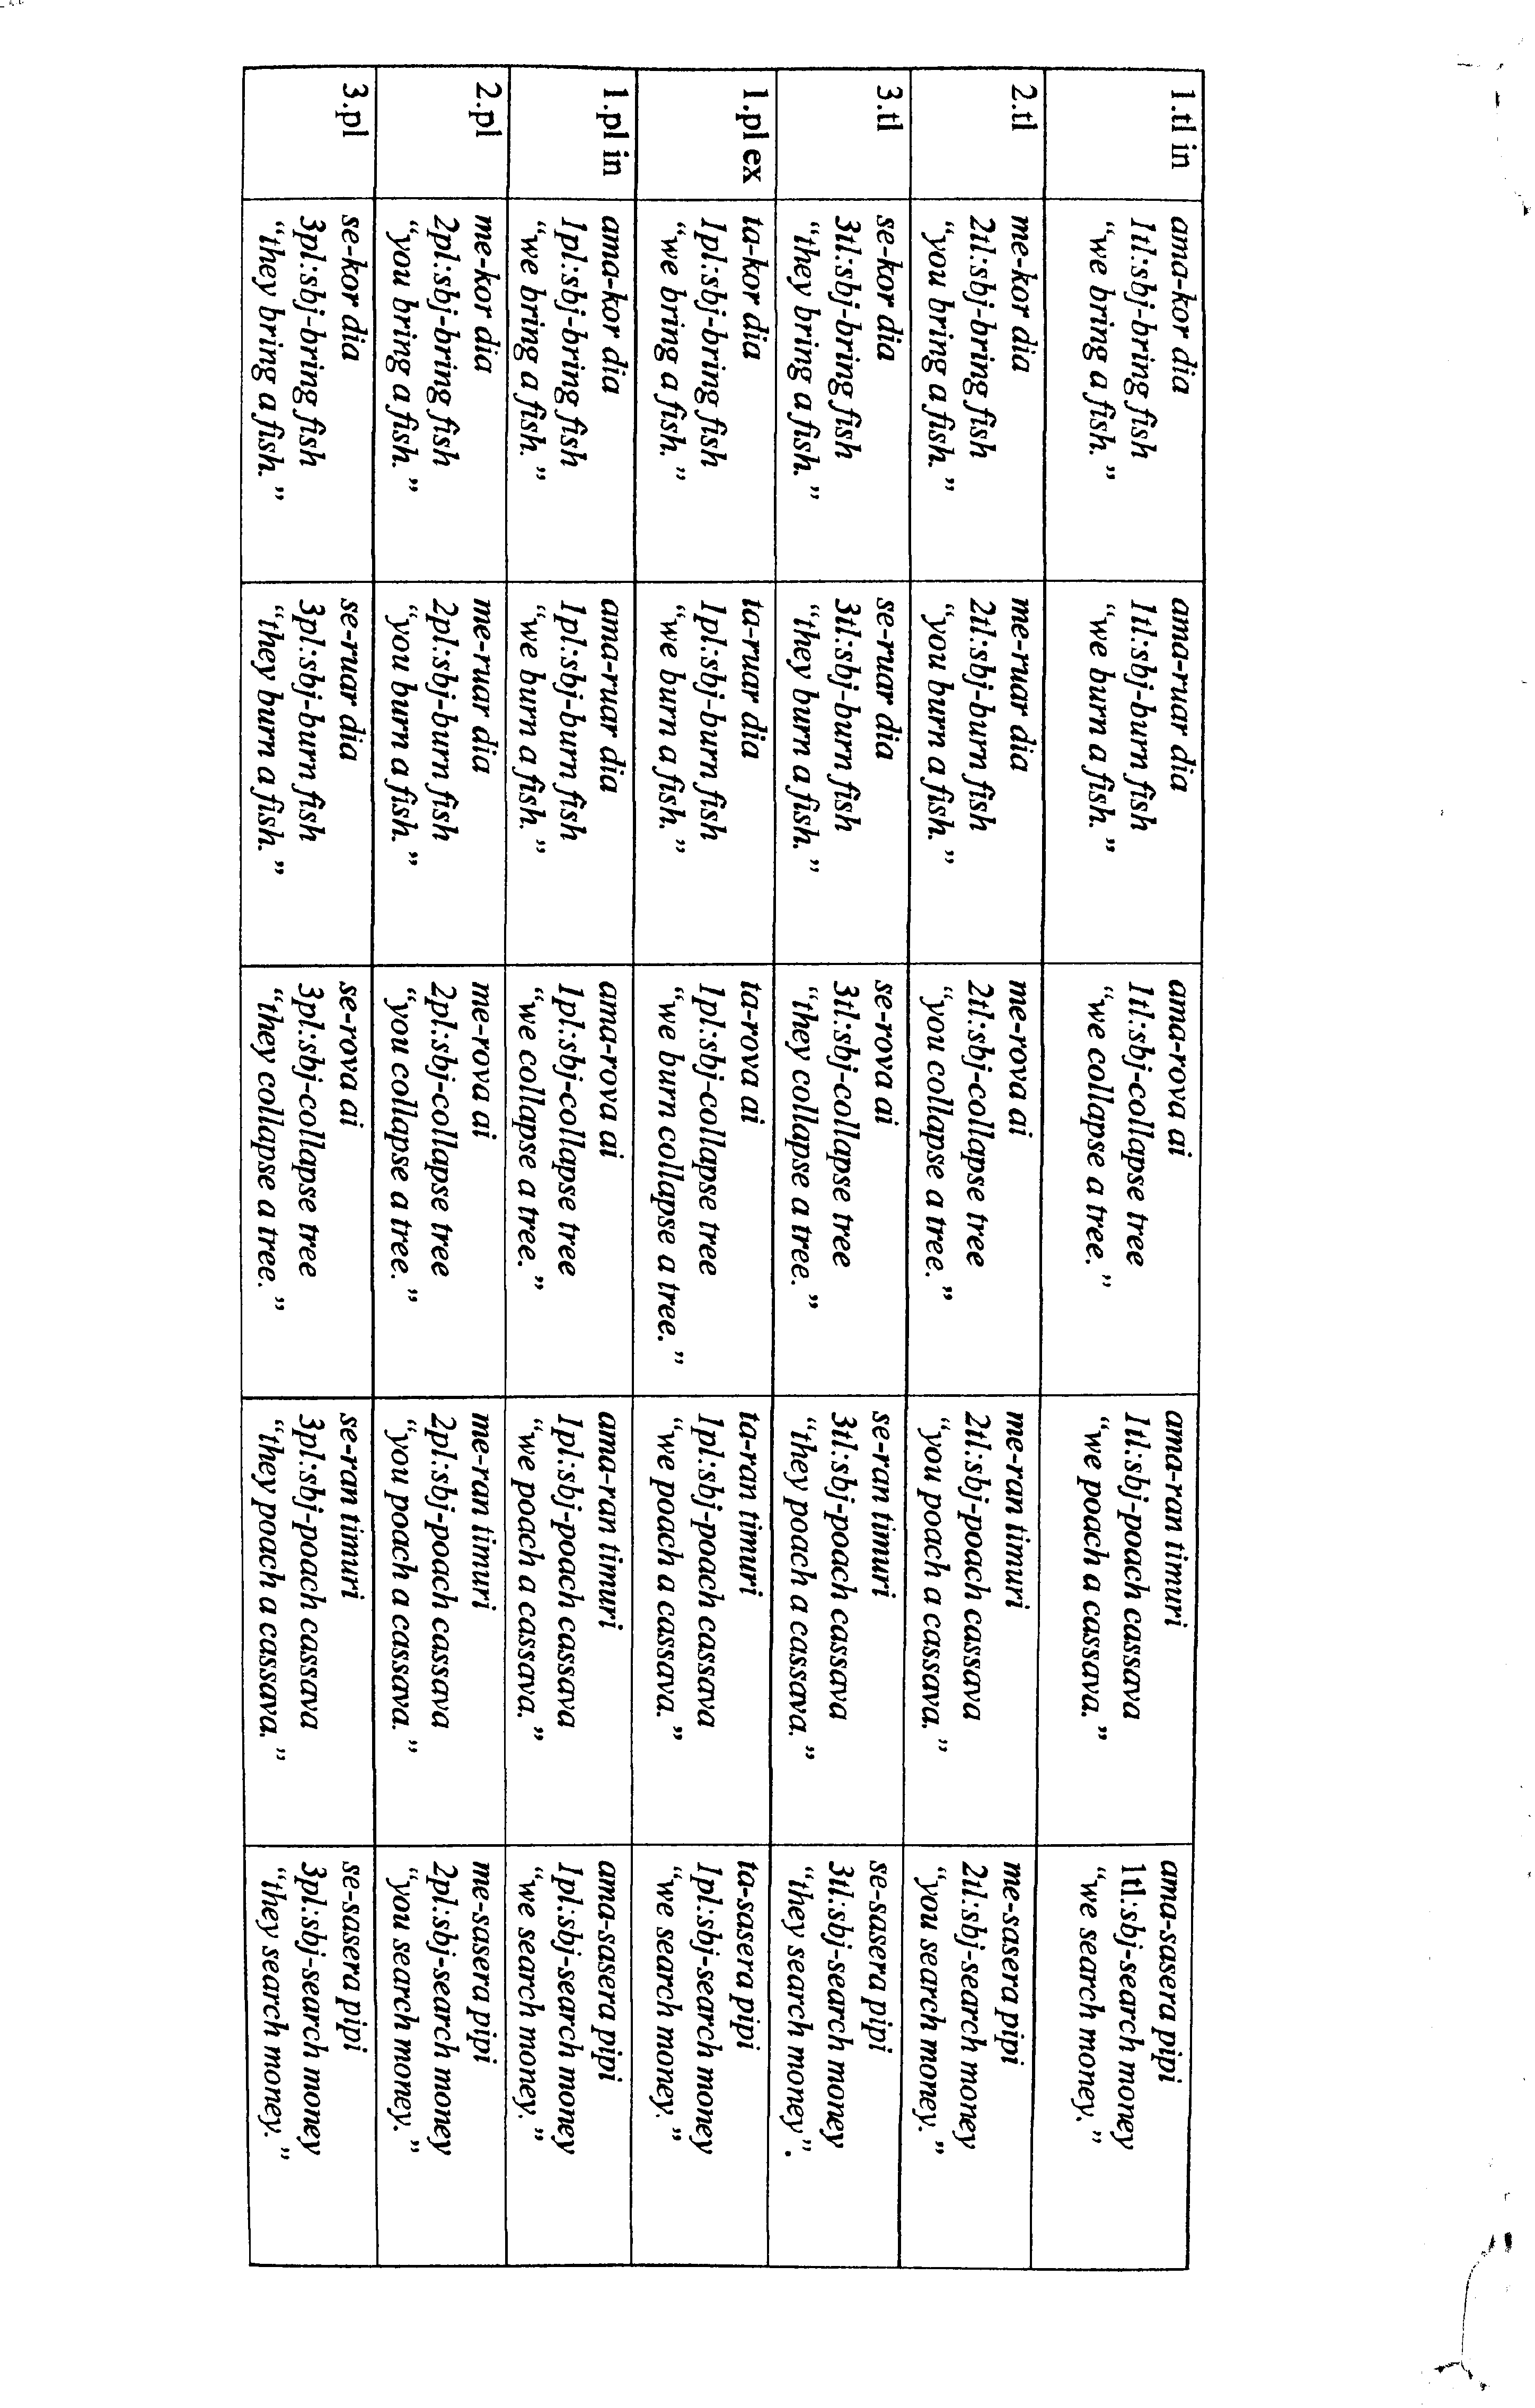 1.tl in
ama-kor dia
1tl:sbj-bring fish
“we bring a fish.”
ama-ruar dia
1tl:sbj-burn fish
“we burn a fish.”
ama-rova ai
1tl:sbj-collapse tree
“we collapse a tree.”
ama-ran timuri
1tl:sbj-poach cassava
“we poach a cassava.”
ama-sasera pipi
1tl:sbj-search money
“we search money.”
2.tl
me-kor dia
2tl:sbj-bring fish
“you bring a fish.”
me-ruar dia
2tl:sbj-burn fish
“you burn a fish.”
me-rova ai
2tl:sbj-collapse tree
“you collapse a tree.”
me-ran timuri
2tl:sbj-poach cassava
“you poach a cassava.”
me-sasera pipi
2tl:sbj-search money
“you search money.”
3.tl
se-kor dia
3tl:sbj-bring fish
“they bring a fish.”
se-ruar dia
3tl:sbj-burn fish
“they burn a fish.”
se-rova ai
3tl:sbj-collapse tree
“they collapse a tree.”
se-ran timuri
3tl:sbj-poach cassava
“they poach a cassava.”
se-sasera pipi
3tl:sbj-search money
“they search money”.
1.pl ex
ta-kor dia
1pl:sbj-bring fish
“we bring a fish.”
ta-ruar dia
1pl:sbj-burn fish
“we burn a fish.”
ta-rova ai
1pl:sbj-collapse tree
“we burn collapse a tree.”
ta-ran timuri
1pl:sbj-poach cassava
“we poach a cassava.”
ta-sasera pipi
1pl:sbj-search money
“we search money.”
1.pl in
ama-kor dia
1pl:sbj-bring fish
“we bring a fish.”
ama-ruar dia
1pl:sbj-burn fish
“we burn a fish.”
ama-rova ai
1pl:sbj-collapse tree
“we collapse a tree.”
ama-ran timuri
1pl:sbj-poach cassava
“we poach a cassava.”
ama-sasera pipi
1pl:sbj-search money
“we search money.”
2.pl
me-kor dia
2pl:sbj-bring fish
“you bring a fish.”
me-ruar dia
2pl:sbj-burn fish
“you burn a fish.”
me-rova ai
2pl:sbj-collapse tree
“you collapse a tree.”
me-ran timuri
2pl:sbj-poach cassava
“you poach a cassava.”
me-sasera pipi
2pl:sbj-search money
“you search money.”
3.pl
se-kor dia
3pl:sbj-bring fish
“they bring a fish.”
se-ruar dia
3pl:sbj-burn fish
“they burn a fish.”
se-rova ai
3pl:sbj-collapse tree
“they collapse a tree.”
se-ran timuri
3pl:sbj-poach cassava
“they poach a cassava.”
se-sasera pipi
3pl:sbj-search money
“they search money.”